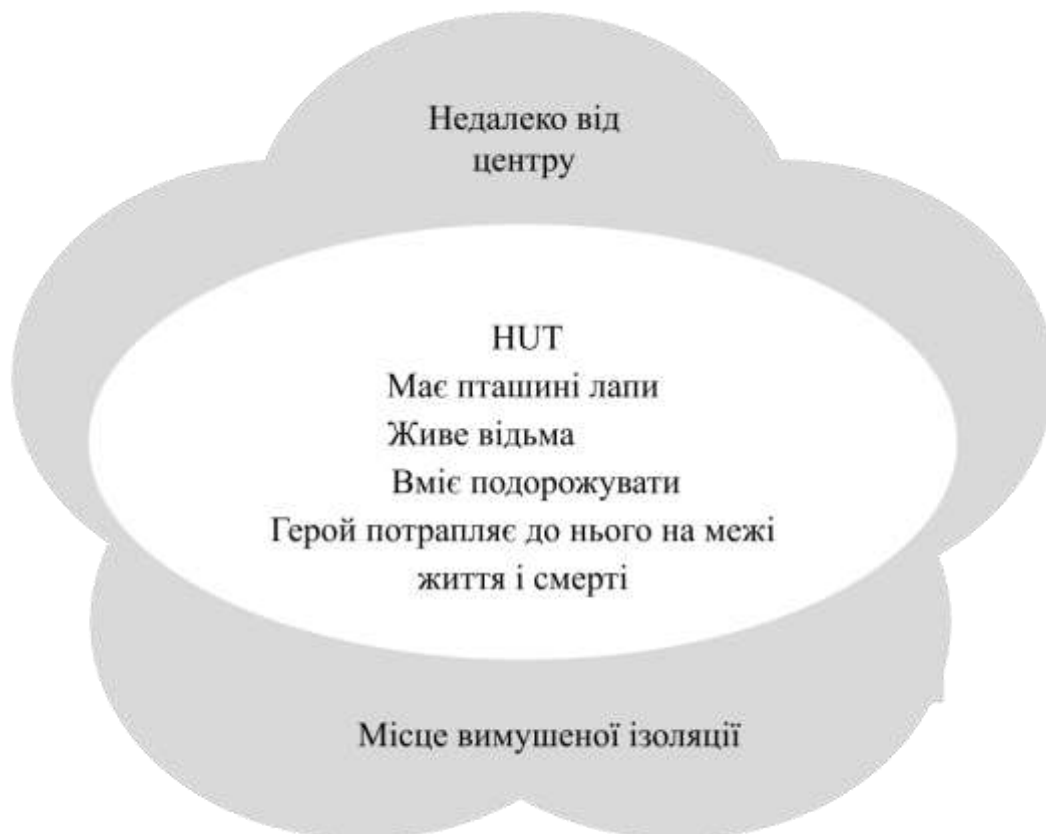 Недалеко від
центру
HUT
Має пташині лапи
Живе відьма
Вміє подорожувати
Герой потрапляє до нього на межі
життя і смерті
Місце вимушеної ізоляції